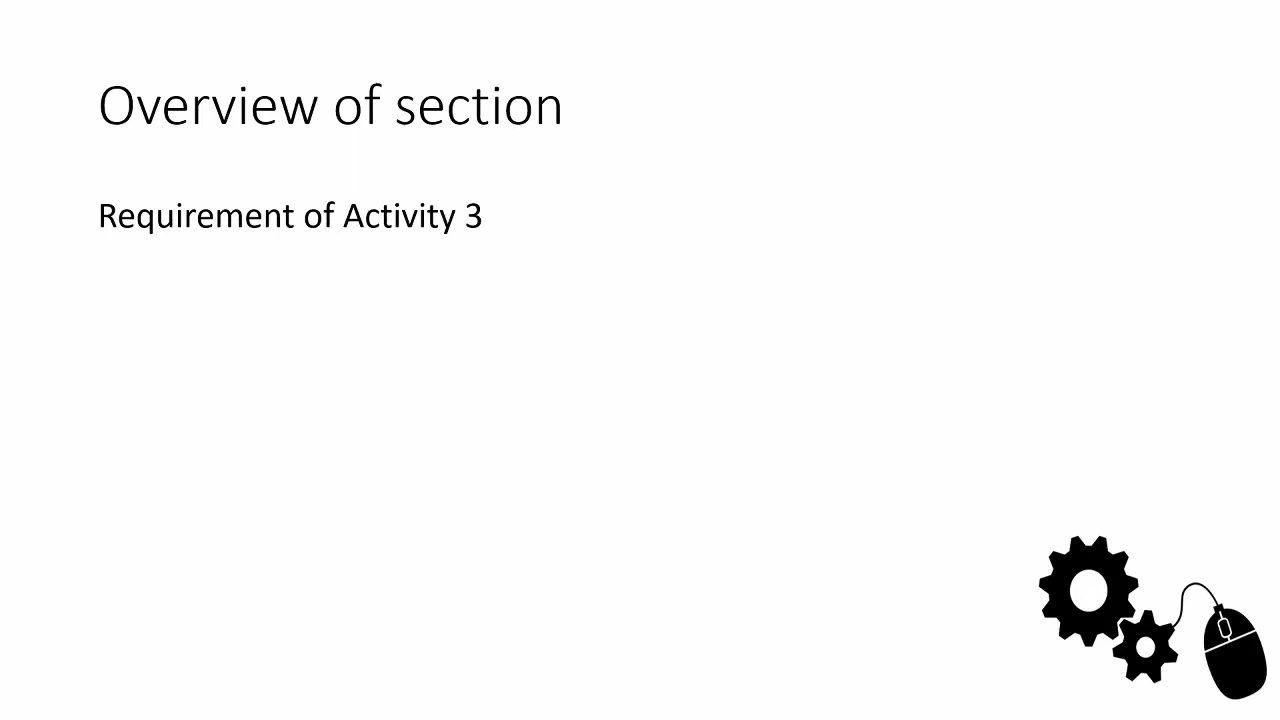 Overview of section
Requirement of Activity 3